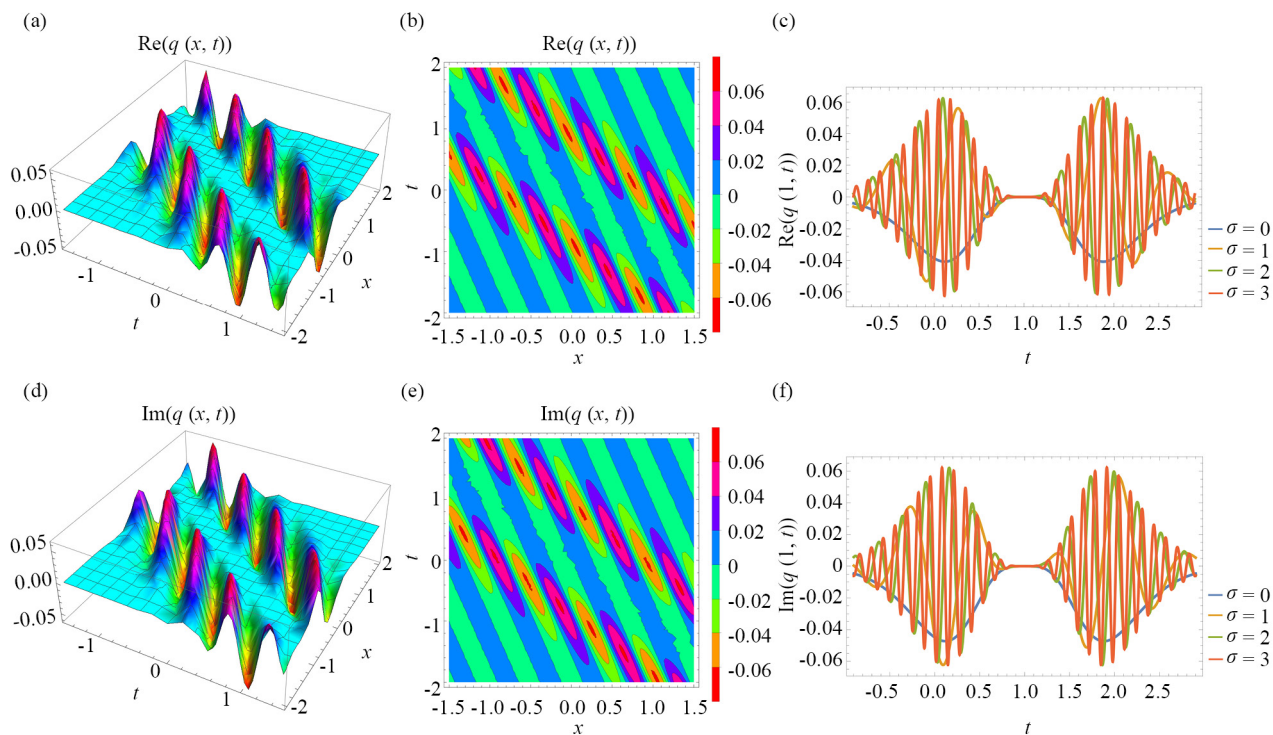 (a)
Re(q (x, t))
0.05
0.00
-0.05
-1
0
1
t
-2
-1
0
1
2
x
(b)
Re(q (x, t))
2
1
0
-1
-2
t
-1.5 -1.0 -0.5 0.0 0.5 1.0 1.5
x
0.06
0.04
0.02
0
-0.02
-0.04
-0.06
(c)
Re(q (1, t))
0.06
0.04
0.02
0
-0.02
-0.04
-0.06
-0.5 0.0 0.5 1.0 1.5 2.0 2.5
t
σ = 0
σ = 1
σ = 2
σ = 3
(d)
Im(q (x, t))
0.05
0.00
-0.05
-1
0
1
t
-2
-1
0
1
2
x
(e)
Im(q (x, t))
2
1
0
-1
-2
t
-1.5 -1.0 -0.5 0.0 0.5 1.0 1.5
x
0.06
0.04
0.02
0
-0.02
-0.04
-0.06
(f)
Im(q (1, t))
0.06
0.04
0.02
0
-0.02
-0.04
-0.06
-0.5 0.0 0.5 1.0 1.5 2.0 2.5
t
σ = 0
σ = 1
σ = 2
σ = 3